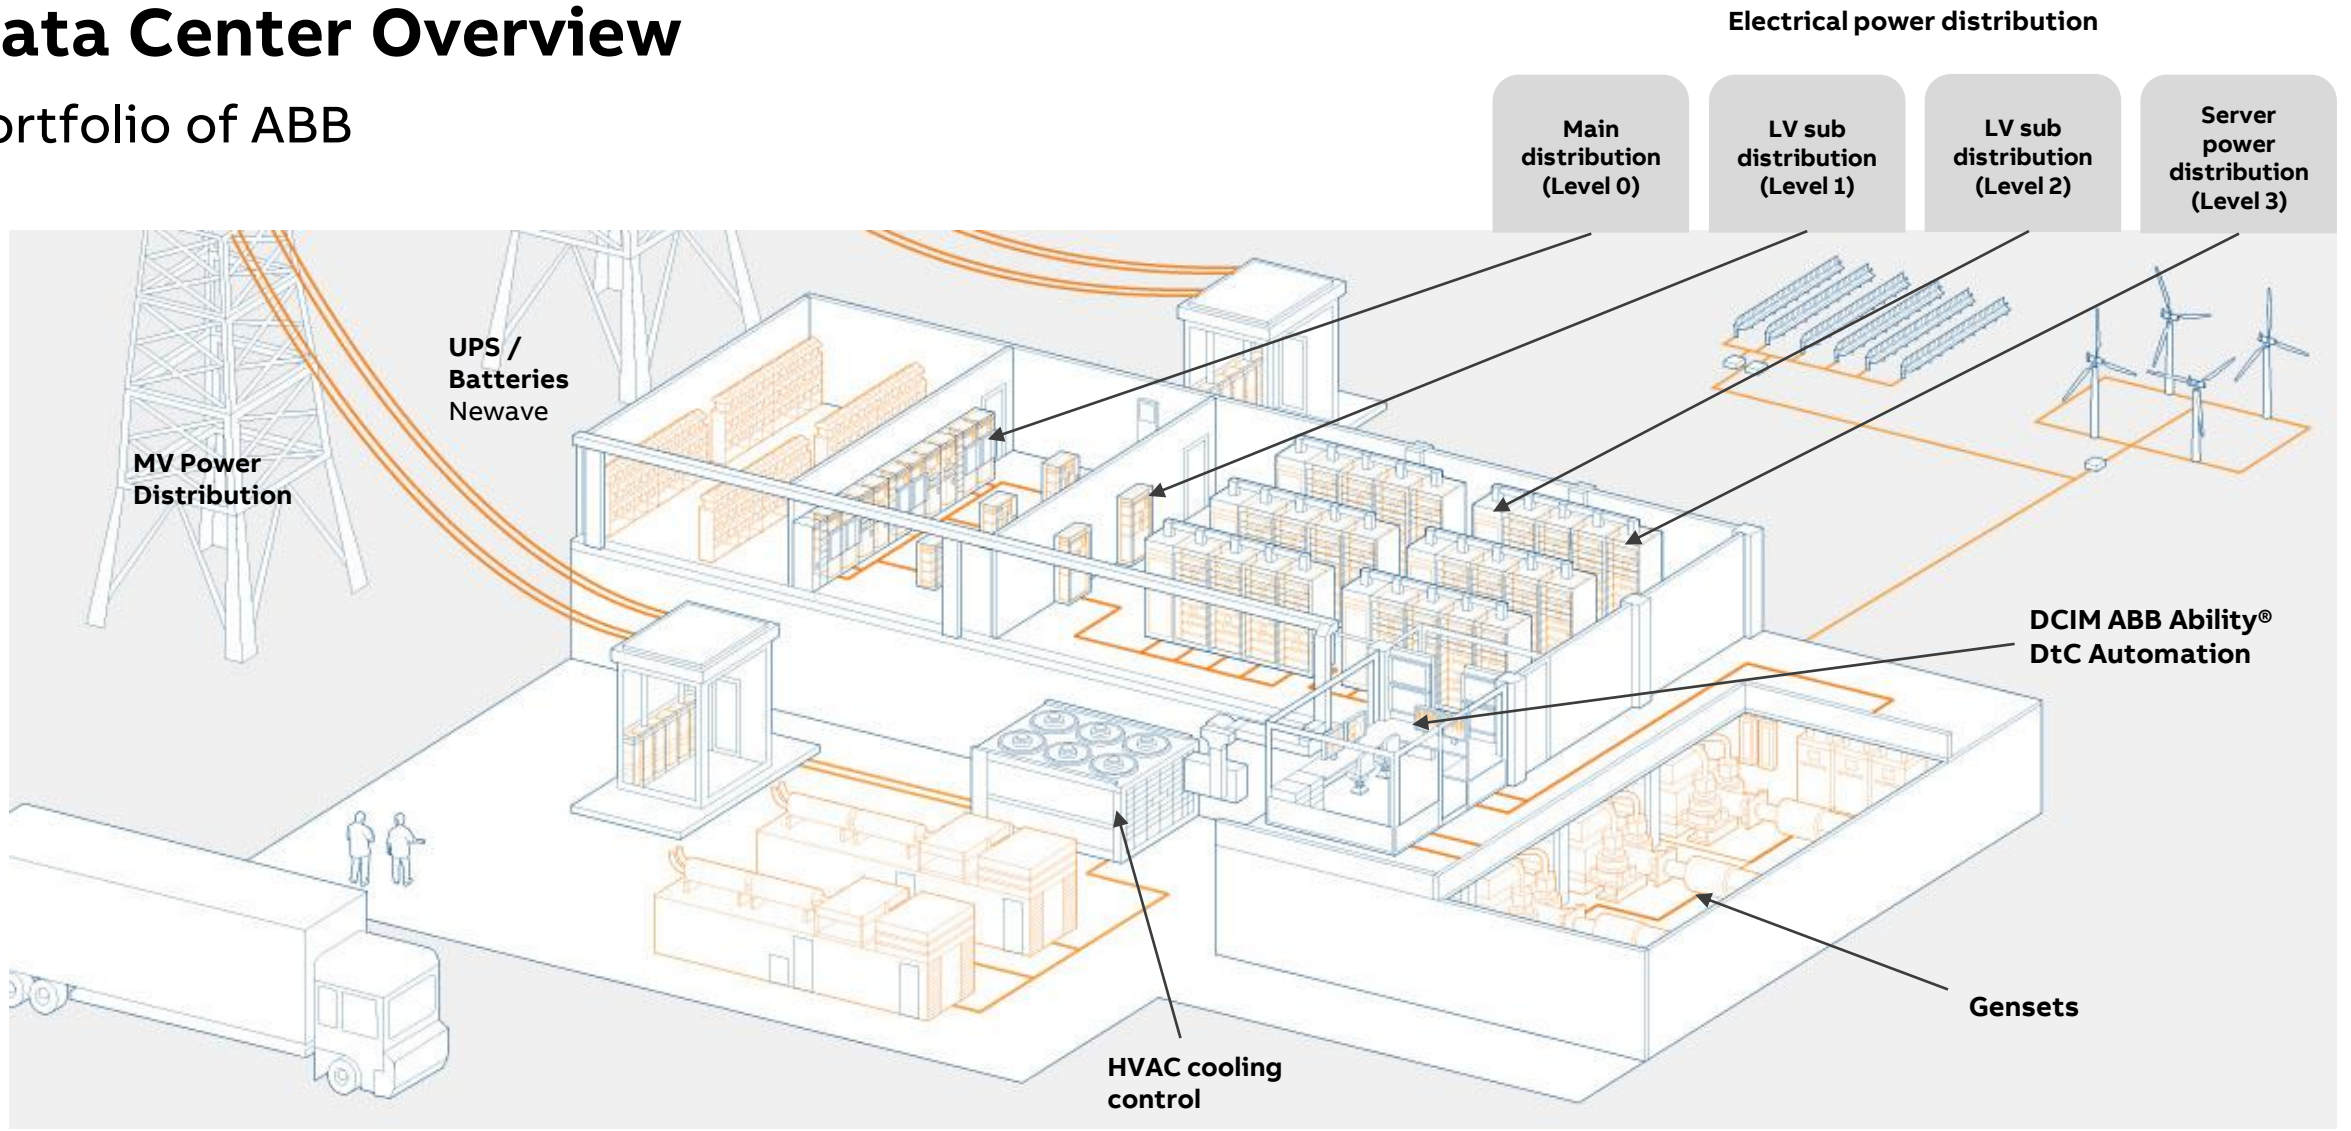 ata Center Overview
ortfolio of ABB
Electrical power distribution
Main
distribution
(Level 0)
LV sub
distribution
(Level 1)
LV sub
distribution
(Level 2)
Server
power
distribution
(Level 3)
UPS /
Batteries
Newave
MV Power
Distribution
DCIM ABB Ability®
DtC Automation
Gensets
HVAC cooling
control